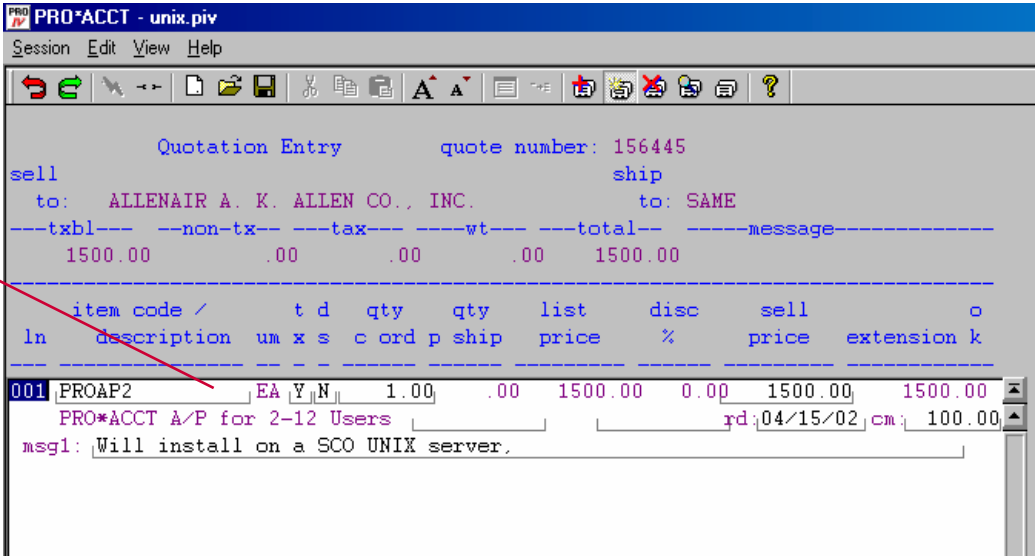 PRO*ACCT - unix.piv
Session Edit View Help
Quotation Entry quote number: 156445
sell ship
to: ALLENAIR A. K. ALLEN CO., INC. to: SAME
---txbl--- --non-tx-- ---tax--- ----wt--- ---total-- -----message-------------
1500.00 .00 .00 .00 1500.00
item code / t d qty qty list disc sell o
ln description um x s c ord p ship price % price extension k
001 PROAP2 EA Y N 1.00 .00 1500.00 0.00 1500.00 1500.00
PRO*ACCT A/P for 2-12 Users rd:04/15/02 cm: 100.00
msg1: Will install on a SCO UNIX server,